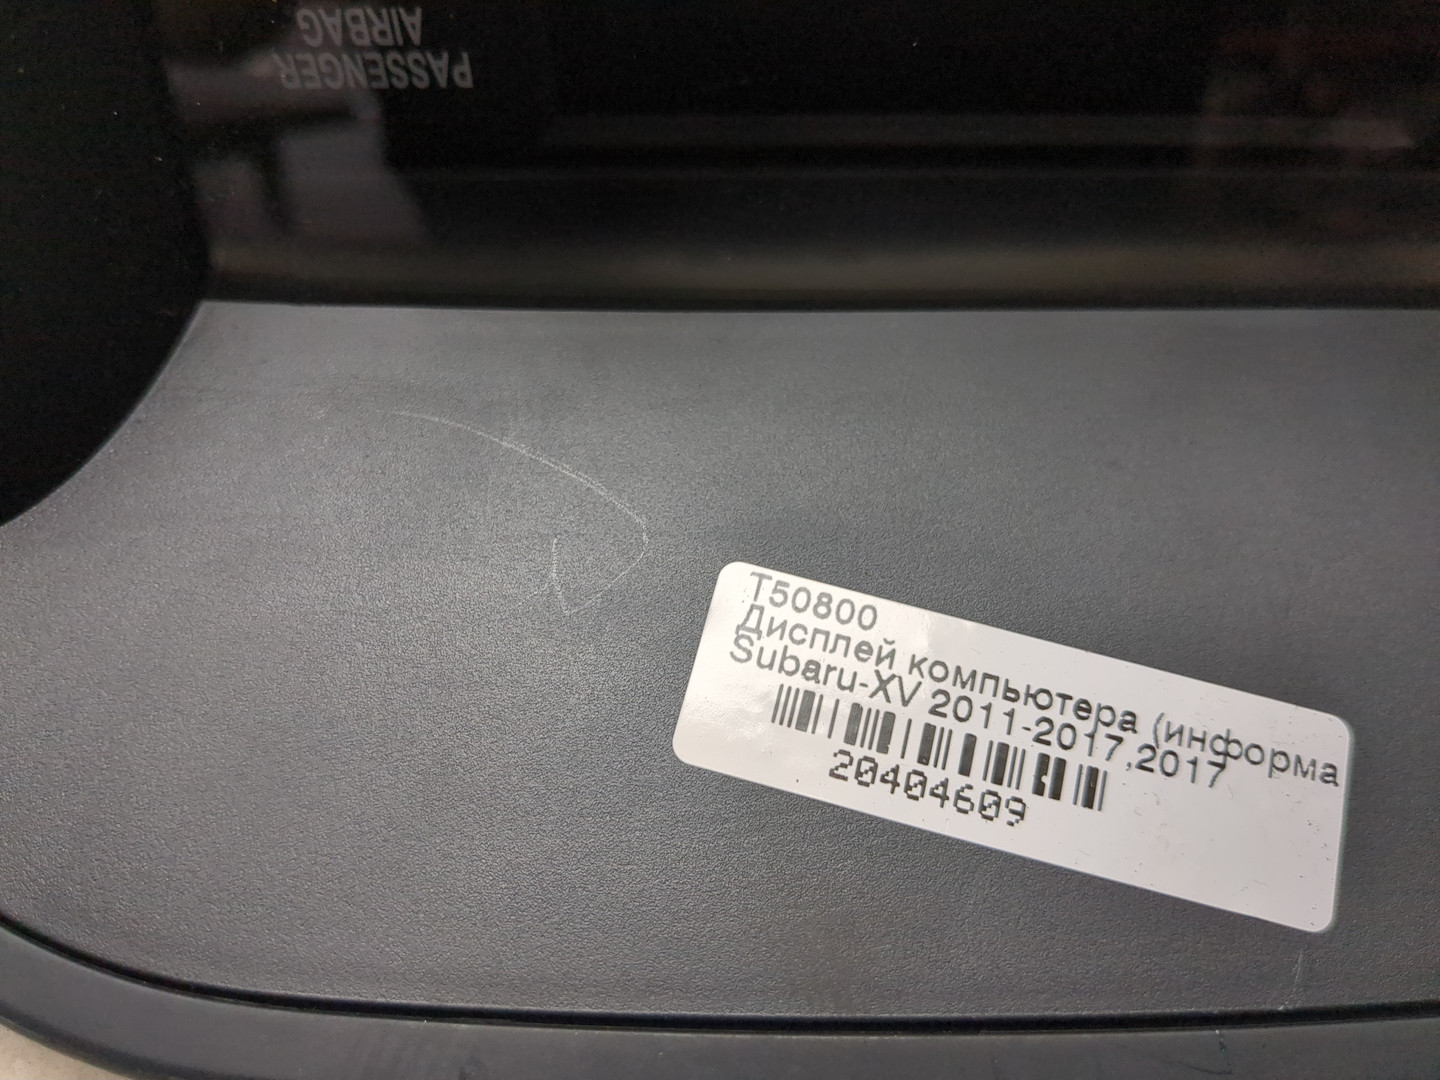 PASSENGER
AIRBAG
T50800
Дисплей компьютера (информа
Subaru-XV 2011-2017,2017
20404609